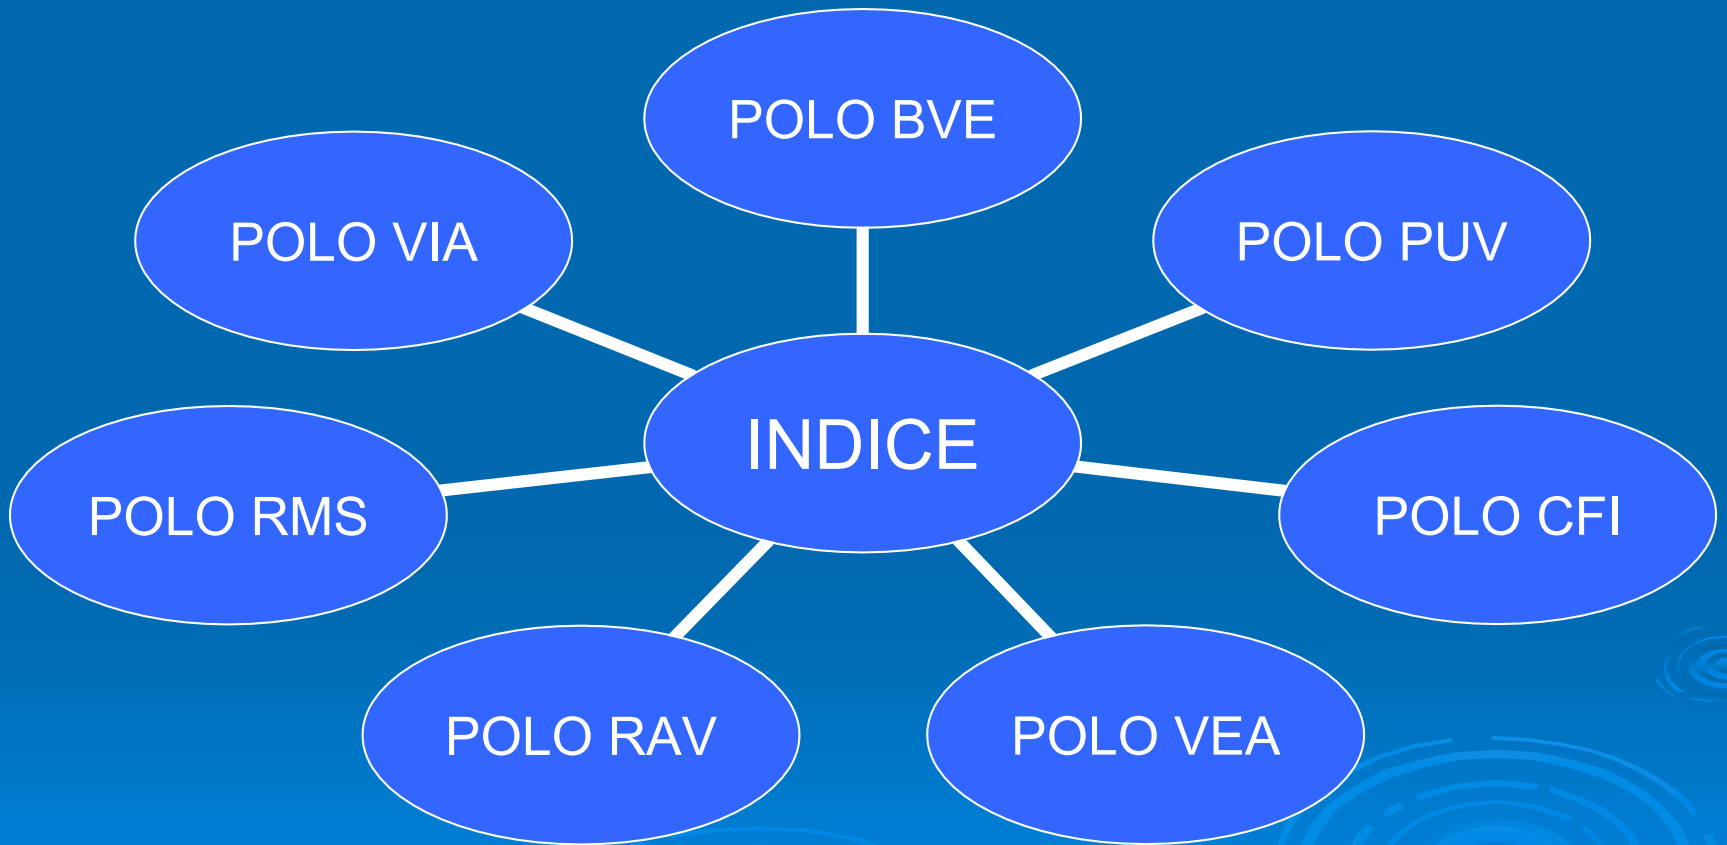 POLO BVE
POLO VIA
POLO PUV
INDICE
POLO RMS
POLO CFI
POLO RAV
POLO VEA